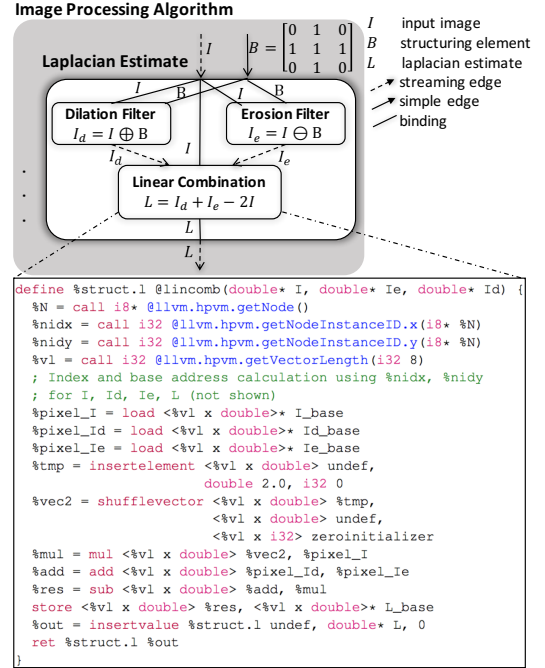 Image Processing Algorithm
I
B = [0 1 0
1 1 1
0 1 0]
I input image
B structuring element
L laplacian estimate
streaming edge
simple edge
binding
Laplacian Estimate
I B I B
Dilation Filter
I_d = I ⊕ B
Erosion Filter
I_e = I ⊖ B
I_d I I_e
Linear Combination
L = I_d + I_e − 2I
L
L
.
.
.
define %struct.l @lincomb(double* I, double* Ie, double* Id) {
%N = call i8* @llvm.hpvm.getNode()
%nidx = call i32 @llvm.hpvm.getNodeInstanceID.x(i8* %N)
%nidy = call i32 @llvm.hpvm.getNodeInstanceID.y(i8* %N)
%vl = call i32 @llvm.hpvm.getVectorLength(i32 8)
; Index and base address calculation using %nidx, %nidy
; for I, Id, Ie, L (not shown)
%pixel_I = load <%vl x double>* I_base
%pixel_Id = load <%vl x double>* Id_base
%pixel_Ie = load <%vl x double>* Ie_base
%tmp = insertelement <%vl x double> undef,
double 2.0, i32 0
%vec2 = shufflevector <%vl x double> %tmp,
<%vl x double> undef,
<%vl x i32> zeroinitializer
%mul = mul <%vl x double> %vec2, %pixel_I
%add = add <%vl x double> %pixel_Id, %pixel_Ie
%res = sub <%vl x double> %add, %mul
store <%vl x double> %res, <%vl x double>* L_base
%out = insertvalue %struct.l undef, double* L, 0
ret %struct.l %out
}